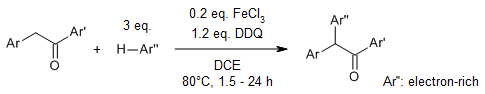 Ar
Ar'
O
+
3 eq.
H–Ar"
0.2 eq. FeCl3
1.2 eq. DDQ
DCE
80°C, 1.5 - 24 h
Ar"
Ar
Ar'
O
Ar": electron-rich